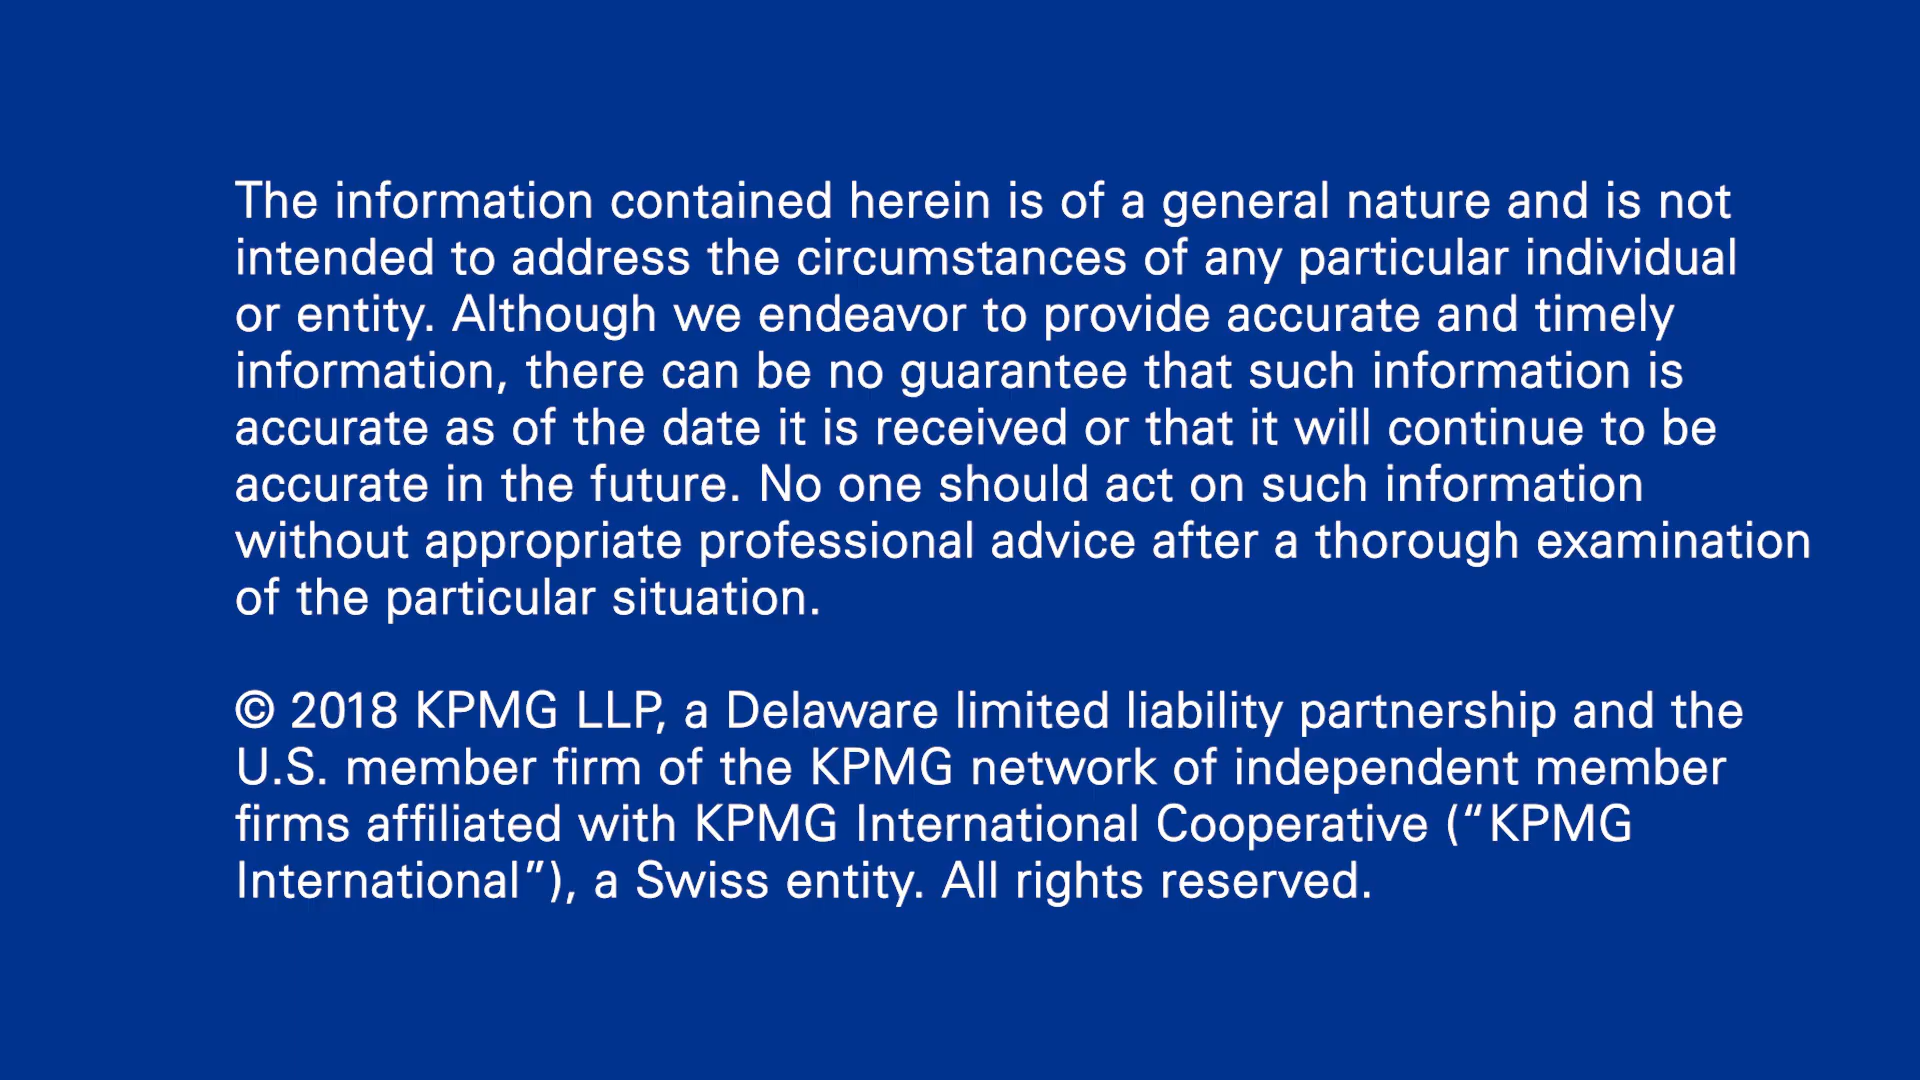 The information contained herein is of a general nature and is not
intended to address the circumstances of any particular individual
or entity. Although we endeavor to provide accurate and timely
information, there can be no guarantee that such information is
accurate as of the date it is received or that it will continue to be
accurate in the future. No one should act on such information
without appropriate professional advice after a thorough examination
of the particular situation.
© 2018 KPMG LLP, a Delaware limited liability partnership and the
U.S. member firm of the KPMG network of independent member
firms affiliated with KPMG International Cooperative (“KPMG
International”), a Swiss entity. All rights reserved.